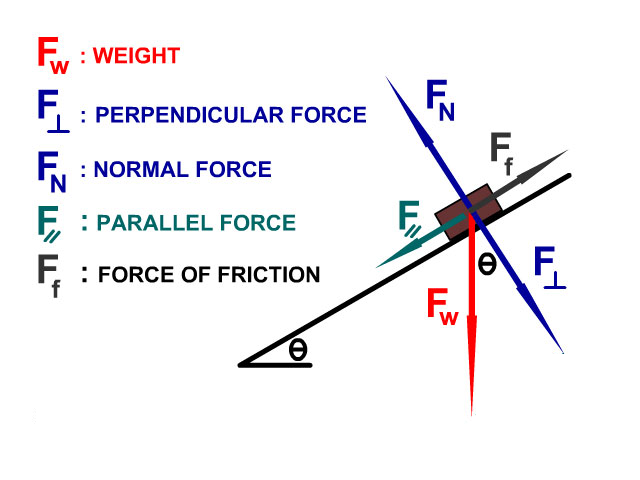 Fw : WEIGHT
F⊥ : PERPENDICULAR FORCE
FN : NORMAL FORCE
F// : PARALLEL FORCE
Ff : FORCE OF FRICTION
FN
Ff
F//
θ
F⊥
Fw
θ